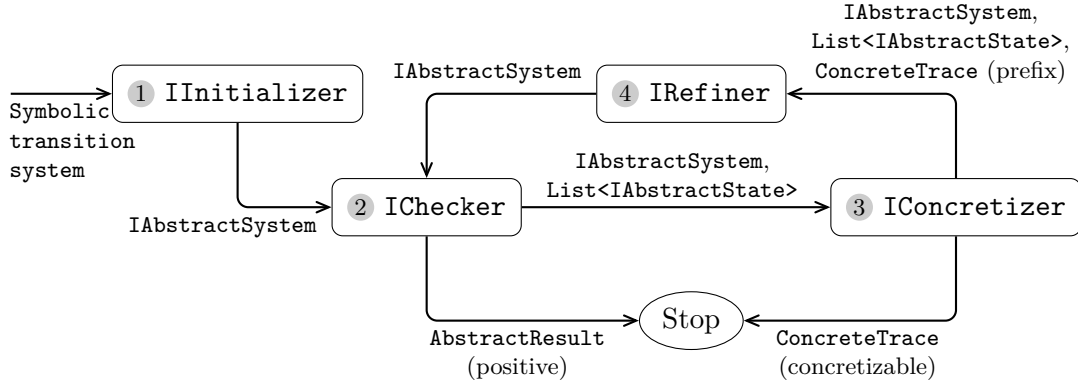 IAbstractSystem,
List<IAbstractState>,
ConcreteTrace (prefix)
IAbstractSystem
1 IInitializer
4 IRefiner
Symbolic
transition
system
IAbstractSystem,
List<IAbstractState>
IAbstractSystem
2 IChecker
3 IConcretizer
Stop
AbstractResult
(positive)
ConcreteTrace
(concretizable)